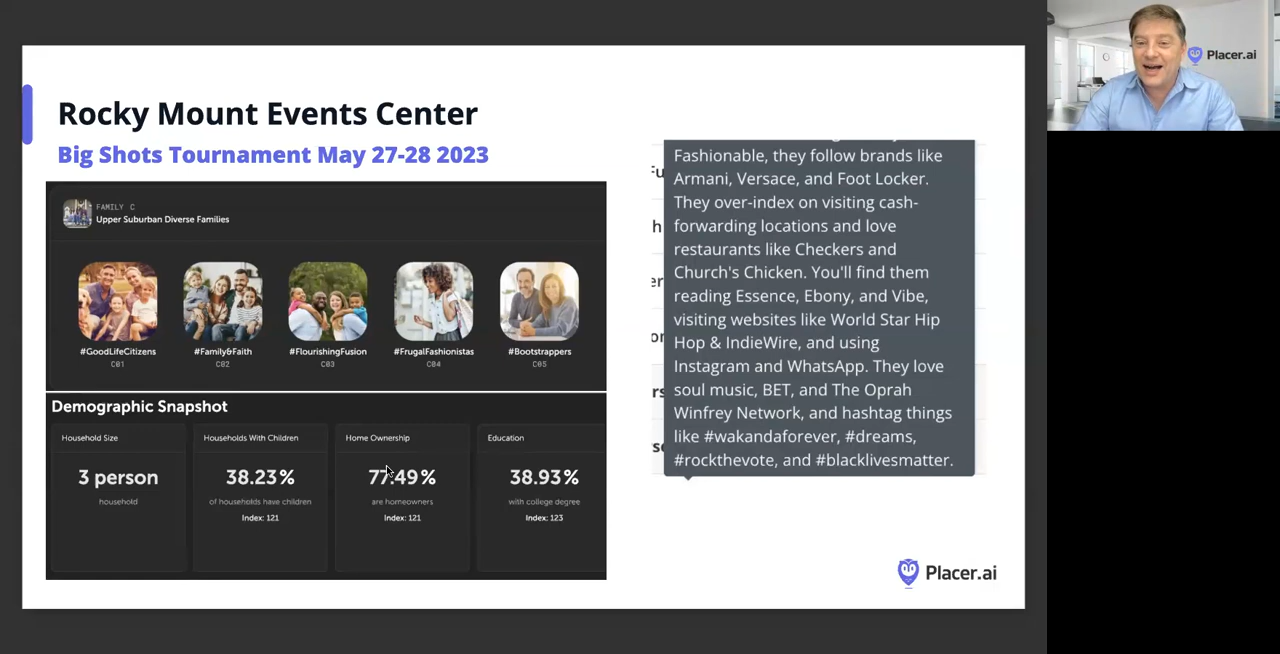 Placer.ai
Rocky Mount Events Center
Big Shots Tournament May 27-28 2023
FAMILY C
Upper Suburban Diverse Families
#GoodLifeCitizens
#Family&Faith
#FlourishingFusion
#FrugalFashionistas
#Bootstrappers
C01
C02
C03
C04
C05
Demographic Snapshot
Household Size
Households With Children
Home Ownership
Education
3 person
38.23%
77.49%
38.93%
household
of households have children
are homeowners
with college degree
Index: 121
Index: 121
Index: 123
Fashionable, they follow brands like
Armani, Versace, and Foot Locker.
They over-index on visiting cash-
forwarding locations and love
restaurants like Checkers and
Church's Chicken. You'll find them
reading Essence, Ebony, and Vibe,
visiting websites like World Star Hip
Hop & IndieWire, and using
Instagram and WhatsApp. They love
soul music, BET, and The Oprah
Winfrey Network, and hashtag things
like #wakandaforever, #dreams,
#rockthevote, and #blacklivesmatter.
Placer.ai